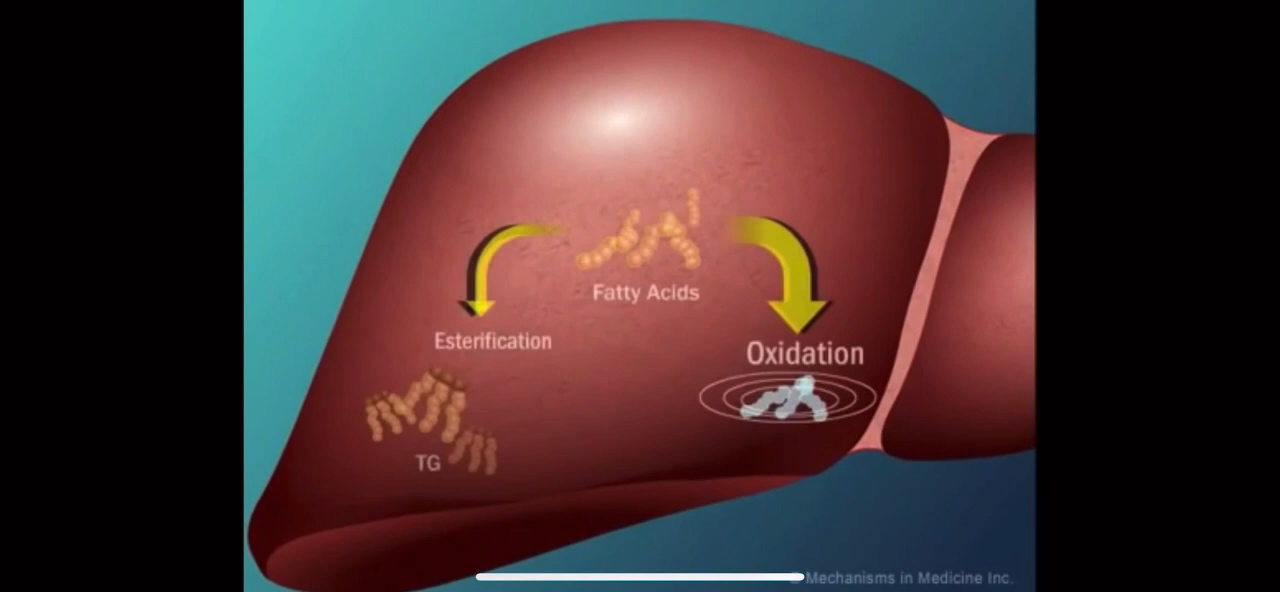 Fatty Acids
Esterification
Oxidation
TG
© Mechanisms in Medicine Inc.